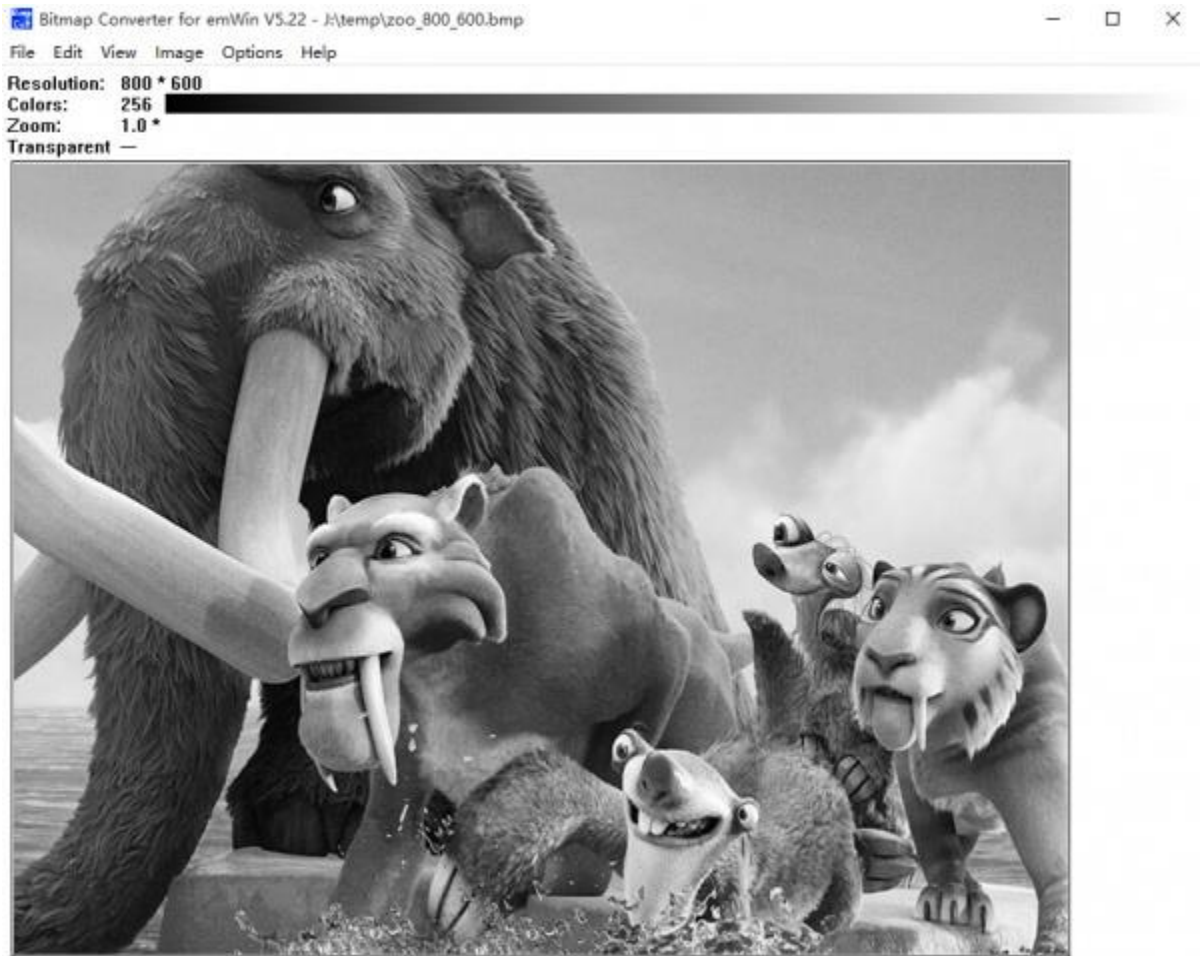 Bitmap Converter for emWin V5.22 - J:\temp\zoo_800_600.bmp
File Edit View Image Options Help
Resolution: 800 * 600
Colors: 256
Zoom: 1.0 *
Transparent —